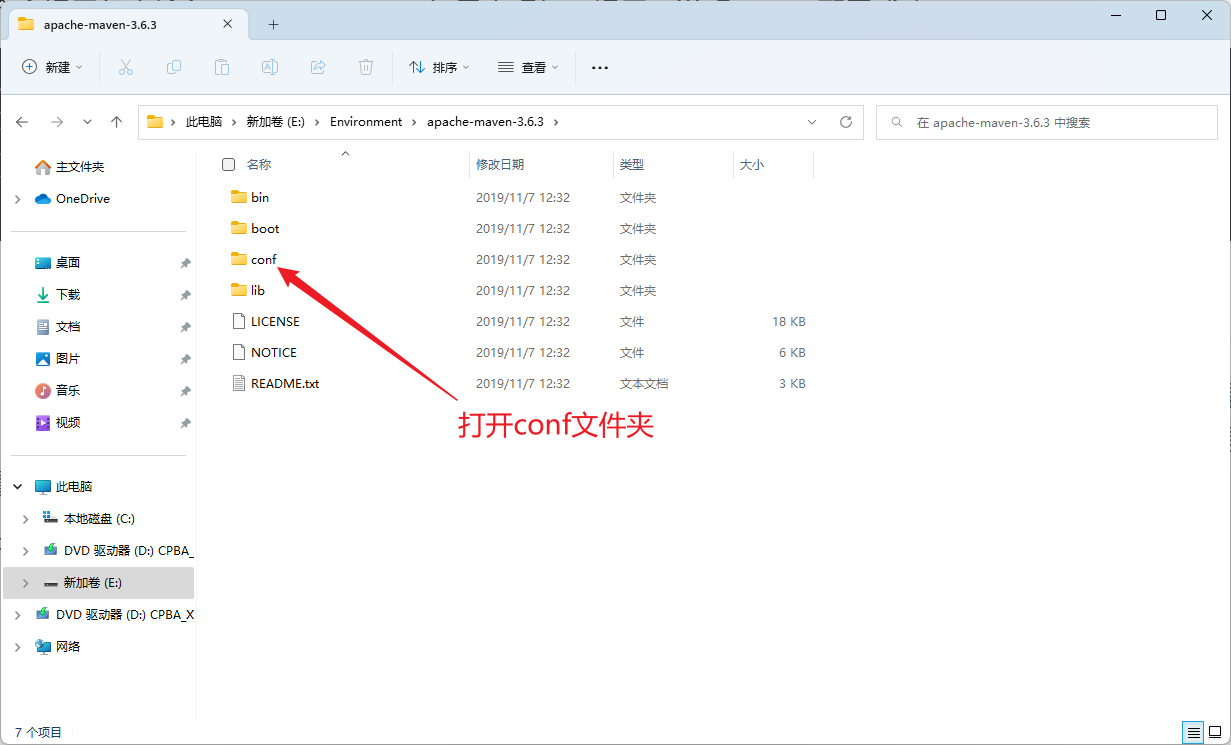 apache-maven-3.6.3
新建
排序
查看
此电脑 > 新加卷 (E:) > Environment > apache-maven-3.6.3 >
在 apache-maven-3.6.3 中搜索
主文件夹
OneDrive
桌面
下载
文档
图片
音乐
视频
此电脑
本地磁盘 (C:)
DVD 驱动器 (D:) CPBA_
新加卷 (E:)
DVD 驱动器 (D:) CPBA_X
网络
名称 修改日期 类型 大小
bin 2019/11/7 12:32 文件夹
boot 2019/11/7 12:32 文件夹
conf 2019/11/7 12:32 文件夹
lib 2019/11/7 12:32 文件夹
LICENSE 2019/11/7 12:32 文件 18 KB
NOTICE 2019/11/7 12:32 文件 6 KB
README.txt 2019/11/7 12:32 文本文档 3 KB
打开conf文件夹
7 个项目